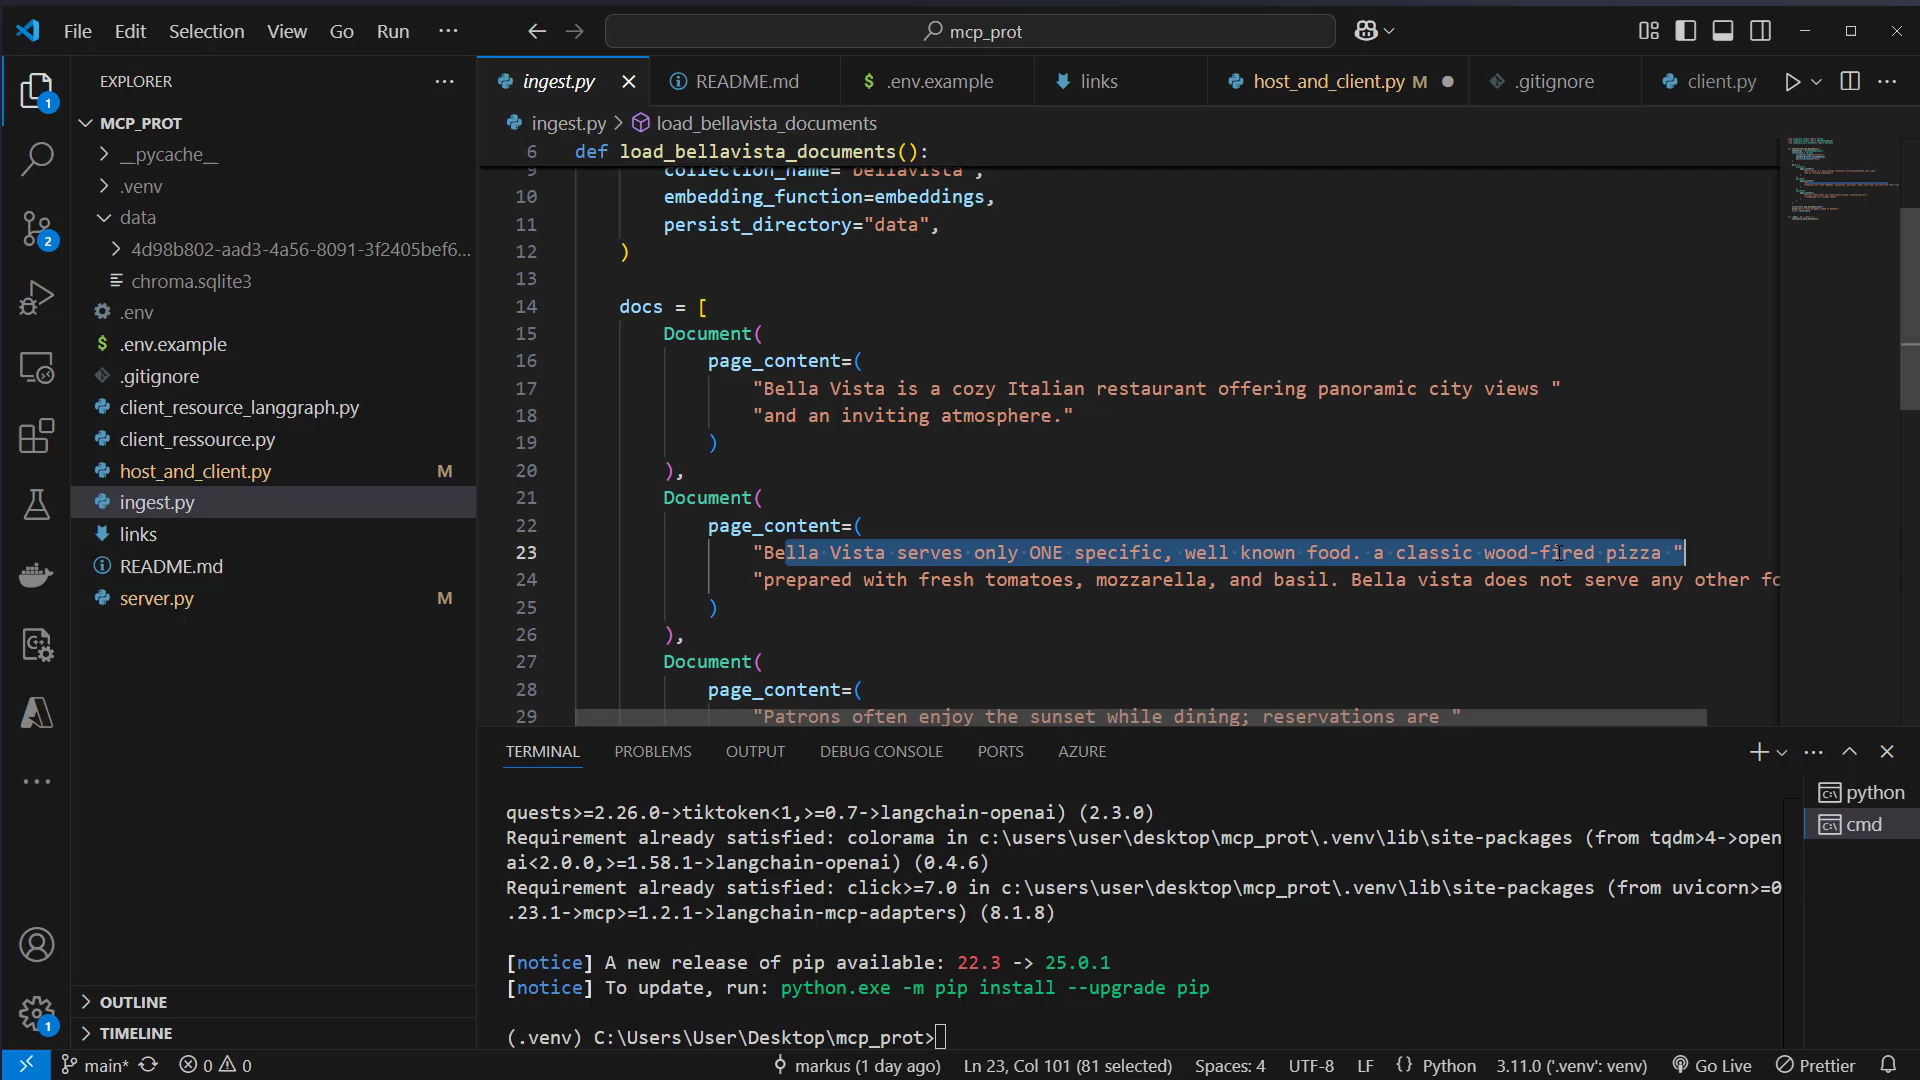 File Edit Selection View Go Run ··· mcp_prot
EXPLORER
MCP_PROT
__pycache__
.venv
data
4d98b802-aad3-4a56-8091-3f2405bef6...
chroma.sqlite3
.env
.env.example
.gitignore
client_resource_langgraph.py
client_ressource.py
host_and_client.py M
ingest.py
links
README.md
server.py M
OUTLINE
TIMELINE
1
2
1
ingest.py README.md $ .env.example links host_and_client.py M .gitignore client.py
ingest.py > load_bellavista_documents
6 def load_bellavista_documents():
9 collection_name="bellavista",
10 embedding_function=embeddings,
11 persist_directory="data",
12 )
13
14 docs = [
15 Document(
16 page_content=(
17 "Bella Vista is a cozy Italian restaurant offering panoramic city views "
18 "and an inviting atmosphere."
19 )
20 ),
21 Document(
22 page_content=(
23 "Bella Vista serves only ONE specific, well known food. a classic wood-fired pizza "
24 "prepared with fresh tomatoes, mozzarella, and basil. Bella vista does not serve any other fo
25 )
26 ),
27 Document(
28 page_content=(
29 "Patrons often enjoy the sunset while dining; reservations are "
TERMINAL PROBLEMS OUTPUT DEBUG CONSOLE PORTS AZURE
quests>=2.26.0->tiktoken<1,>=0.7->langchain-openai) (2.3.0)
Requirement already satisfied: colorama in c:\users\user\desktop\mcp_prot\.venv\lib\site-packages (from tqdm>4->open
ai<2.0.0,>=1.58.1->langchain-openai) (0.4.6)
Requirement already satisfied: click>=7.0 in c:\users\user\desktop\mcp_prot\.venv\lib\site-packages (from uvicorn>=0
.23.1->mcp>=1.2.1->langchain-mcp-adapters) (8.1.8)
[notice] A new release of pip available: 22.3 -> 25.0.1
[notice] To update, run: python.exe -m pip install --upgrade pip
(.venv) C:\Users\User\Desktop\mcp_prot>
python
cmd
main* 0 0 markus (1 day ago) Ln 23, Col 101 (81 selected) Spaces: 4 UTF-8 LF {} Python 3.11.0 ('.venv': venv) Go Live Prettier